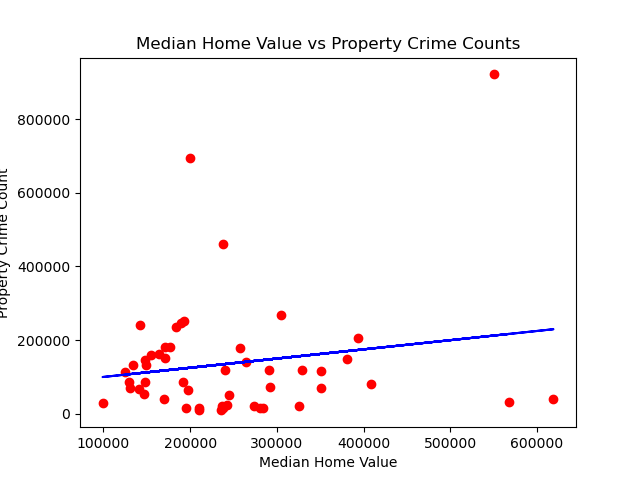 Median Home Value vs Property Crime Counts
Property Crime Count
800000
600000
400000
200000
0
100000 200000 300000 400000 500000 600000
Median Home Value